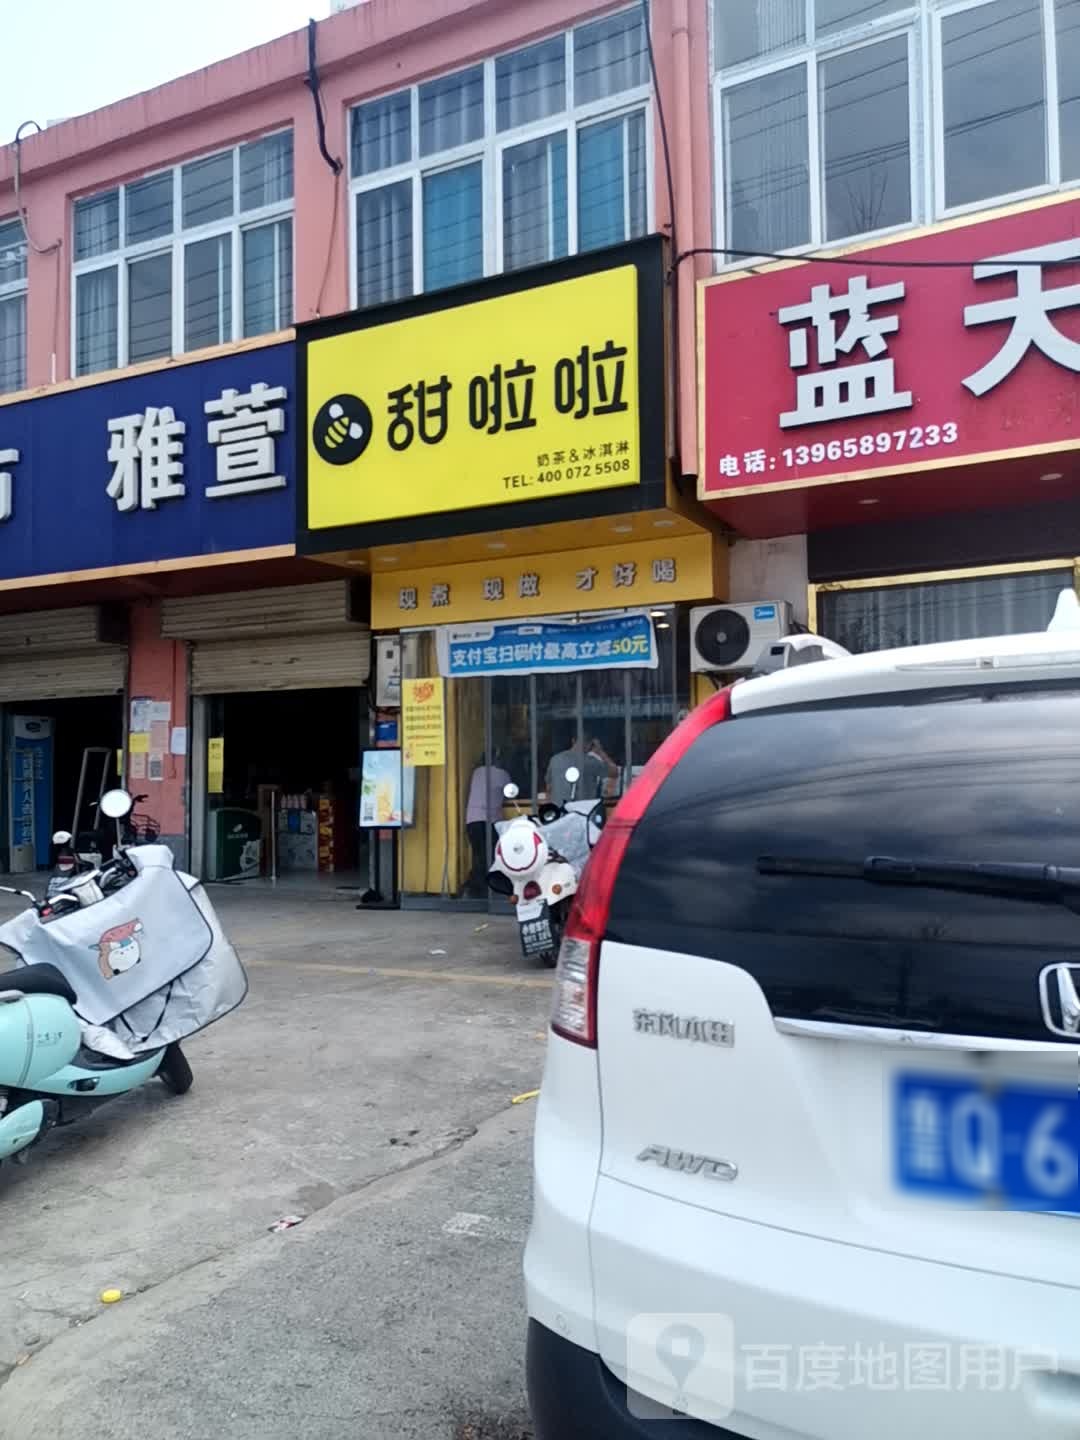 雅萱
甜啦啦
奶茶&冰淇淋
TEL: 400 072 5508
蓝天
电话: 13965897233
现煮 现做 才好喝
支付宝扫码付最高立减50元
Midea
东风本田
AWD
Q·6
百度地图用户